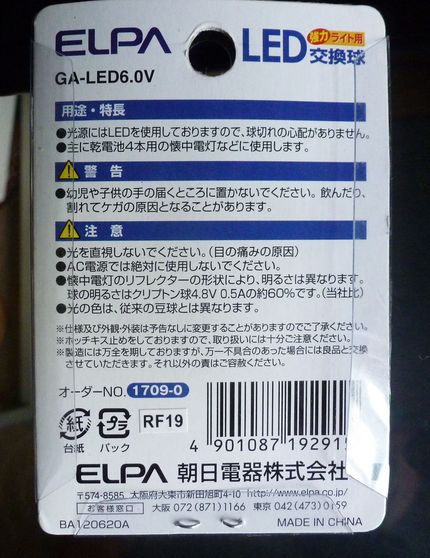 ELPA LED 強力ライト用 交換球
GA-LED6.0V
用途・特長
●光源にはLEDを使用しておりますので、球切れの心配がありません。
●主に乾電池4本用の懐中電灯などに使用します。
警告
●幼児や子供の手の届くところに置かないでください。飲んだり、
割れてケガの原因となることがあります。
注意
●光を直視しないでください。(目の痛みの原因)
●AC電源では絶対に使用しないでください。
●懐中電灯のリフレクターの形状により、明るさは異なります。
球の明るさはクリプトン球4.8V 0.5Aの約60%です。(当社比)
●光の色は、従来の豆球とは異なります。
※仕様及び外観・外装は予告なしに変更することがありますのでご了承ください。
※ホッチキス止めをしておりますので、取り扱いには十分ご注意ください。
※製造には万全を期しておりますが、万一不具合のあった場合には良品と交換
させていただきます。それ以外の責はご容赦ください。
オーダーNO. 1709-0
紙 台紙 プラ パック RF19
4 901087 19291
ELPA 朝日電器株式会社
〒574-8585 大阪府大東市新田旭町4-10 http://www.elpa.co.jp/
お客様窓口 大阪 072(871)1166 東京 042(473)0159
BA120620A MADE IN CHINA